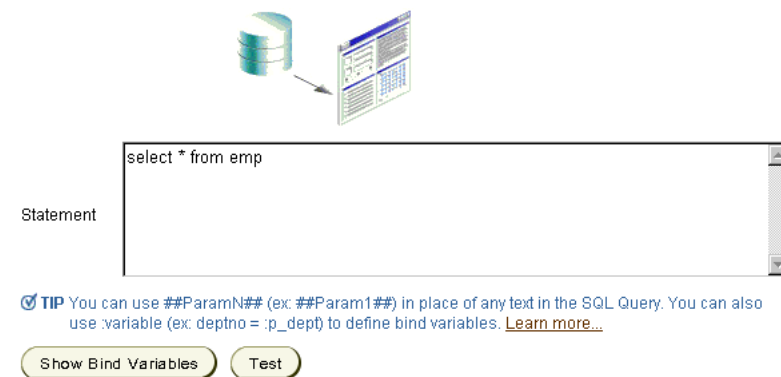 select * from emp
Statement
TIP You can use ##ParamN## (ex: ##Param1##) in place of any text in the SQL Query. You can also
use :variable (ex: deptno = :p_dept) to define bind variables. Learn more...
Show Bind Variables Test